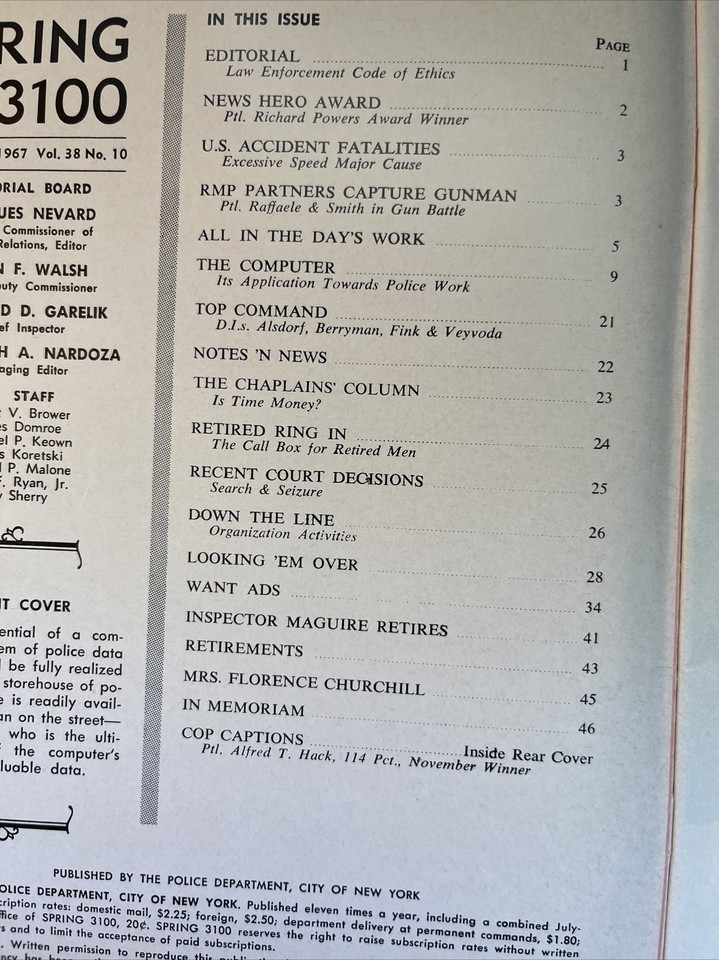 RING
3100
1967 Vol. 38 No. 10
ORIAL BOARD
UES NEVARD
Commissioner of
Relations, Editor
N F. WALSH
uty Commissioner
D D. GARELIK
ef Inspector
H A. NARDOZA
aging Editor
STAFF
V. Brower
es Domroe
el P. Keown
s Koretski
P. Malone
F. Ryan, Jr.
y Sherry
IT COVER
ential of a com-
em of police data
be fully realized
storehouse of po-
e is readily avail-
an on the street—
who is the ulti-
the computer's
luable data.
IN THIS ISSUE
PAGE
EDITORIAL 1
Law Enforcement Code of Ethics
NEWS HERO AWARD 2
Ptl. Richard Powers Award Winner
U.S. ACCIDENT FATALITIES 3
Excessive Speed Major Cause
RMP PARTNERS CAPTURE GUNMAN 3
Ptl. Raffaele & Smith in Gun Battle
ALL IN THE DAY'S WORK 5
THE COMPUTER 9
Its Application Towards Police Work
TOP COMMAND 21
D.I.s. Alsdorf, Berryman, Fink & Veyvoda
NOTES 'N NEWS 22
THE CHAPLAINS' COLUMN 23
Is Time Money?
RETIRED RING IN 24
The Call Box for Retired Men
RECENT COURT DECISIONS 25
Search & Seizure
DOWN THE LINE 26
Organization Activities
LOOKING 'EM OVER 28
WANT ADS 34
INSPECTOR MAGUIRE RETIRES 41
RETIREMENTS 43
MRS. FLORENCE CHURCHILL 45
IN MEMORIAM 46
COP CAPTIONS Inside Rear Cover
Ptl. Alfred T. Hack, 114 Pct., November Winner
PUBLISHED BY THE POLICE DEPARTMENT, CITY OF NEW YORK
OLICE DEPARTMENT, CITY OF NEW YORK. Published eleven times a year, including a combined July-
cription rates: domestic mail, $2.25; foreign, $2.50; department delivery at permanent commands, $1.80;
ffice of SPRING 3100, 20¢. SPRING 3100 reserves the right to raise subscription rates without written
s and to limit the acceptance of paid subscriptions.
. Written permission to reproduce this